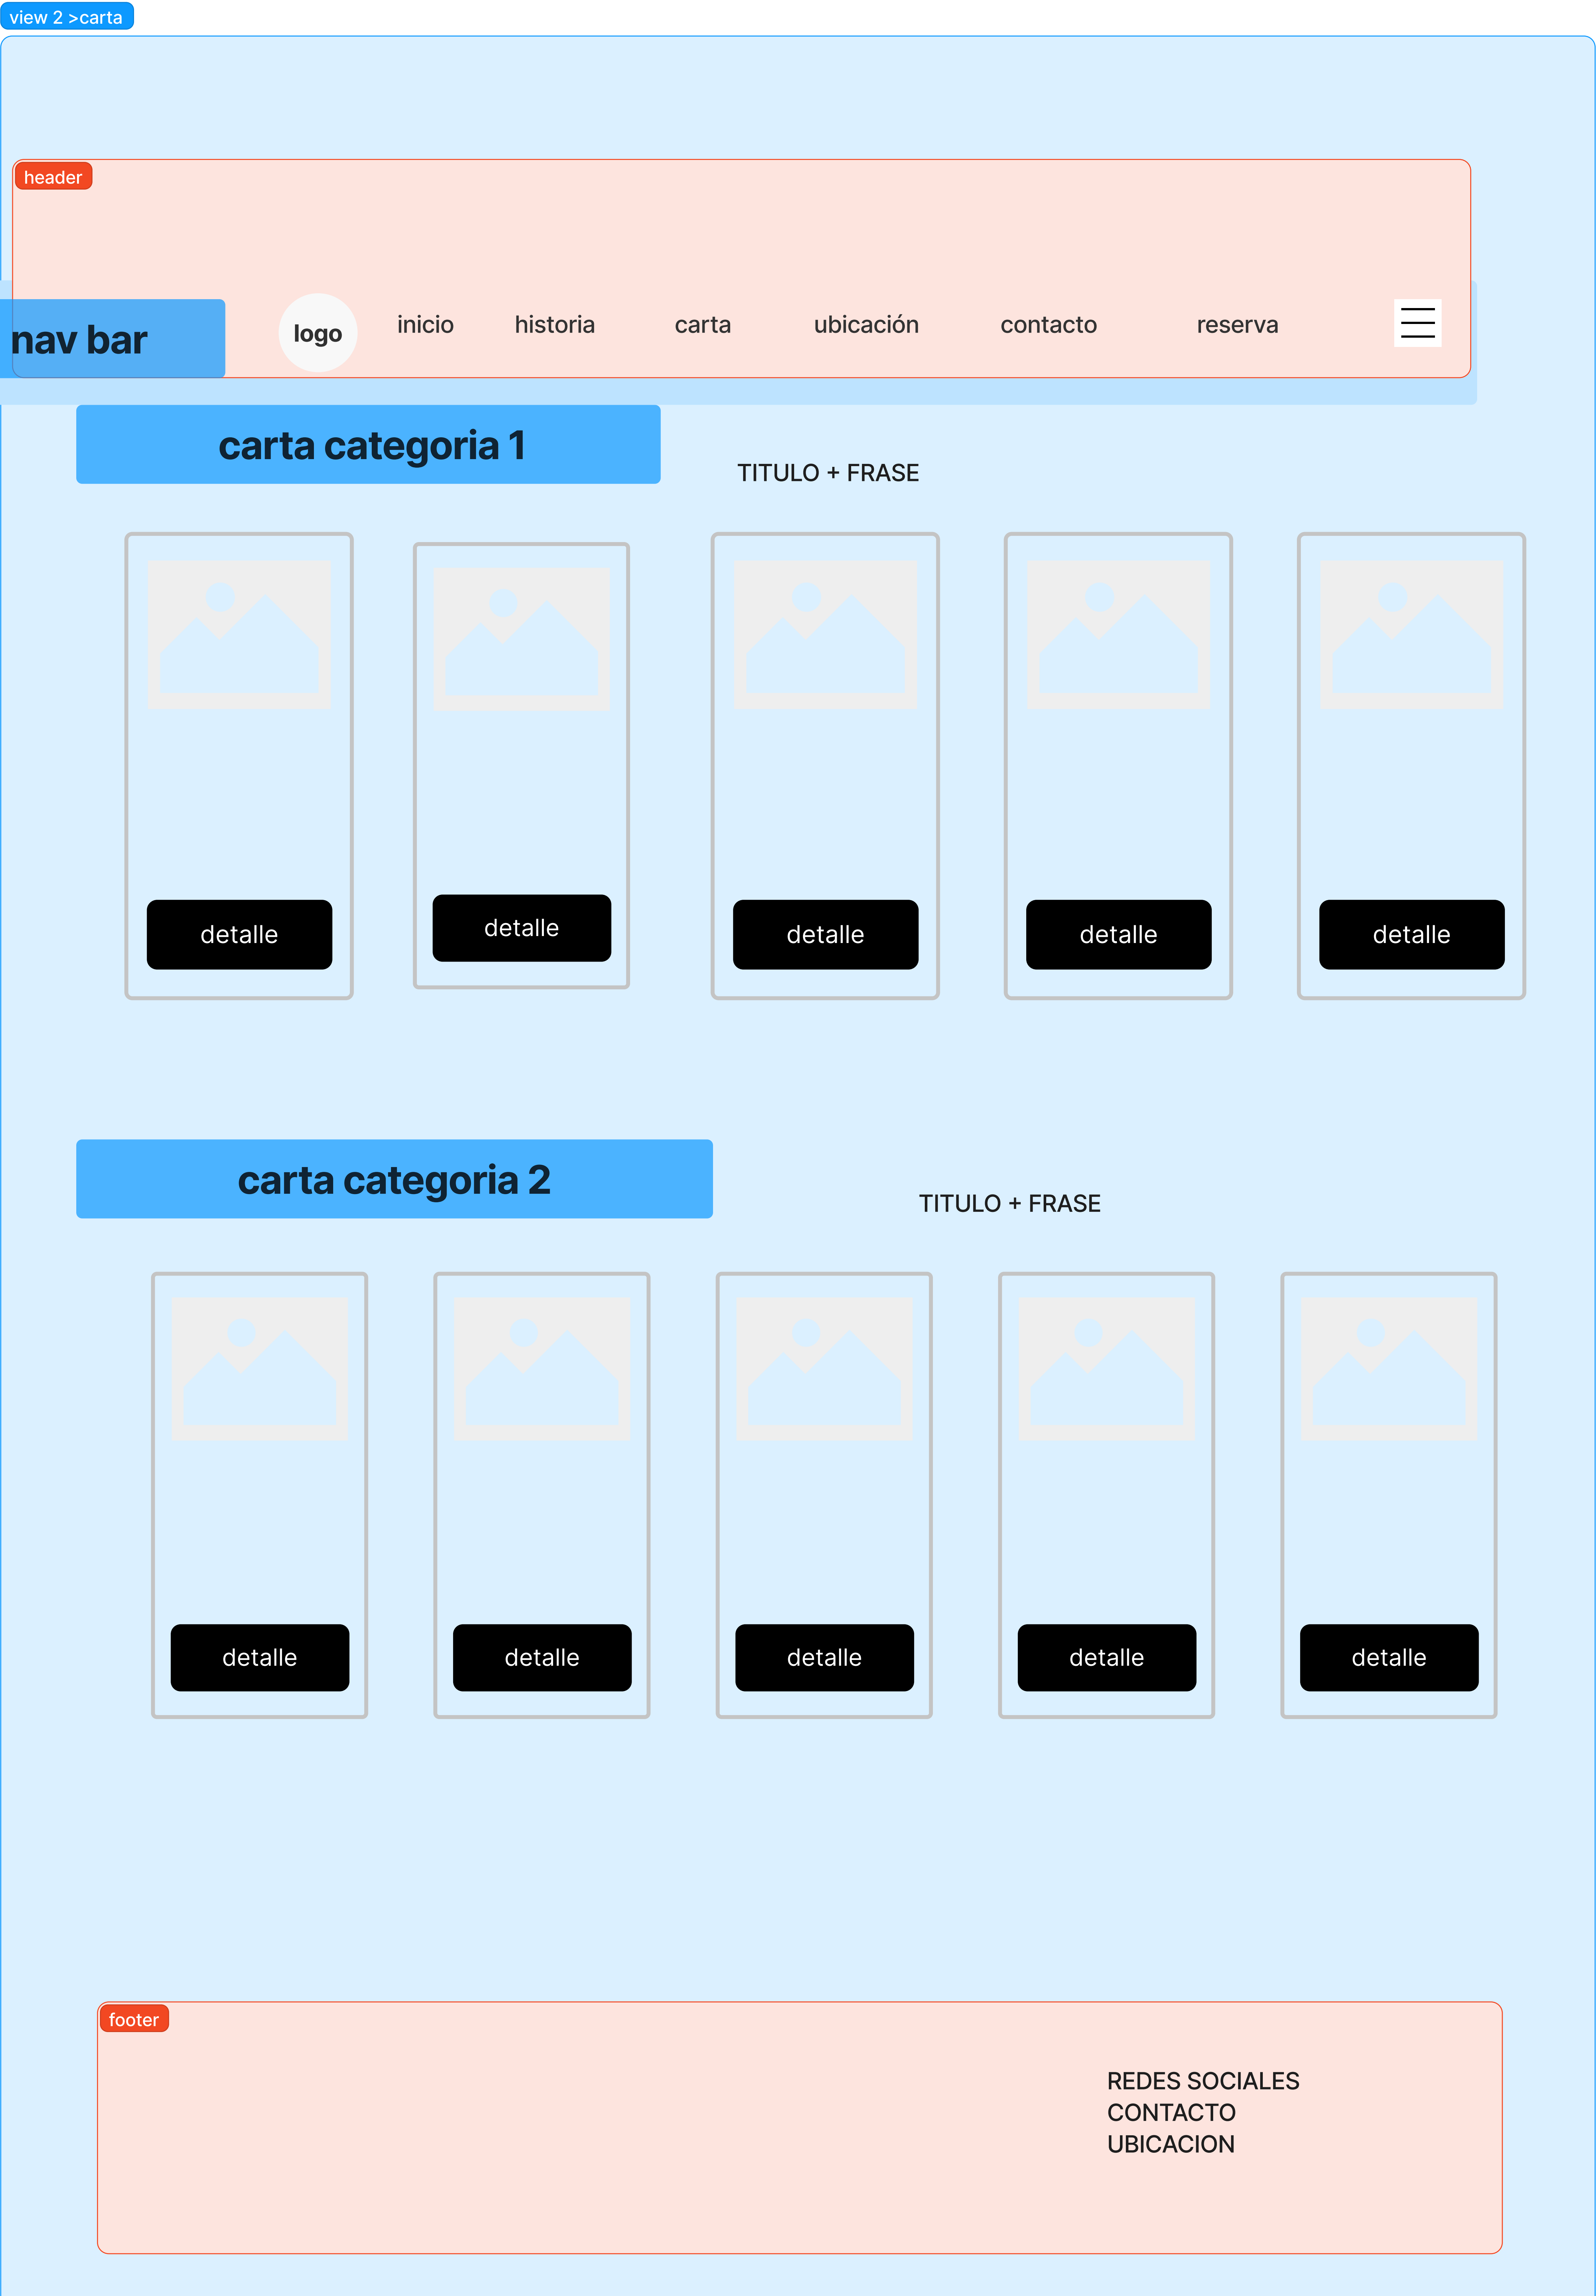 view 2 >carta
header
nav bar
logo
inicio
historia
carta
ubicación
contacto
reserva
carta categoria 1
TITULO + FRASE
detalle
detalle
detalle
detalle
detalle
carta categoria 2
TITULO + FRASE
detalle
detalle
detalle
detalle
detalle
footer
REDES SOCIALES
CONTACTO
UBICACION